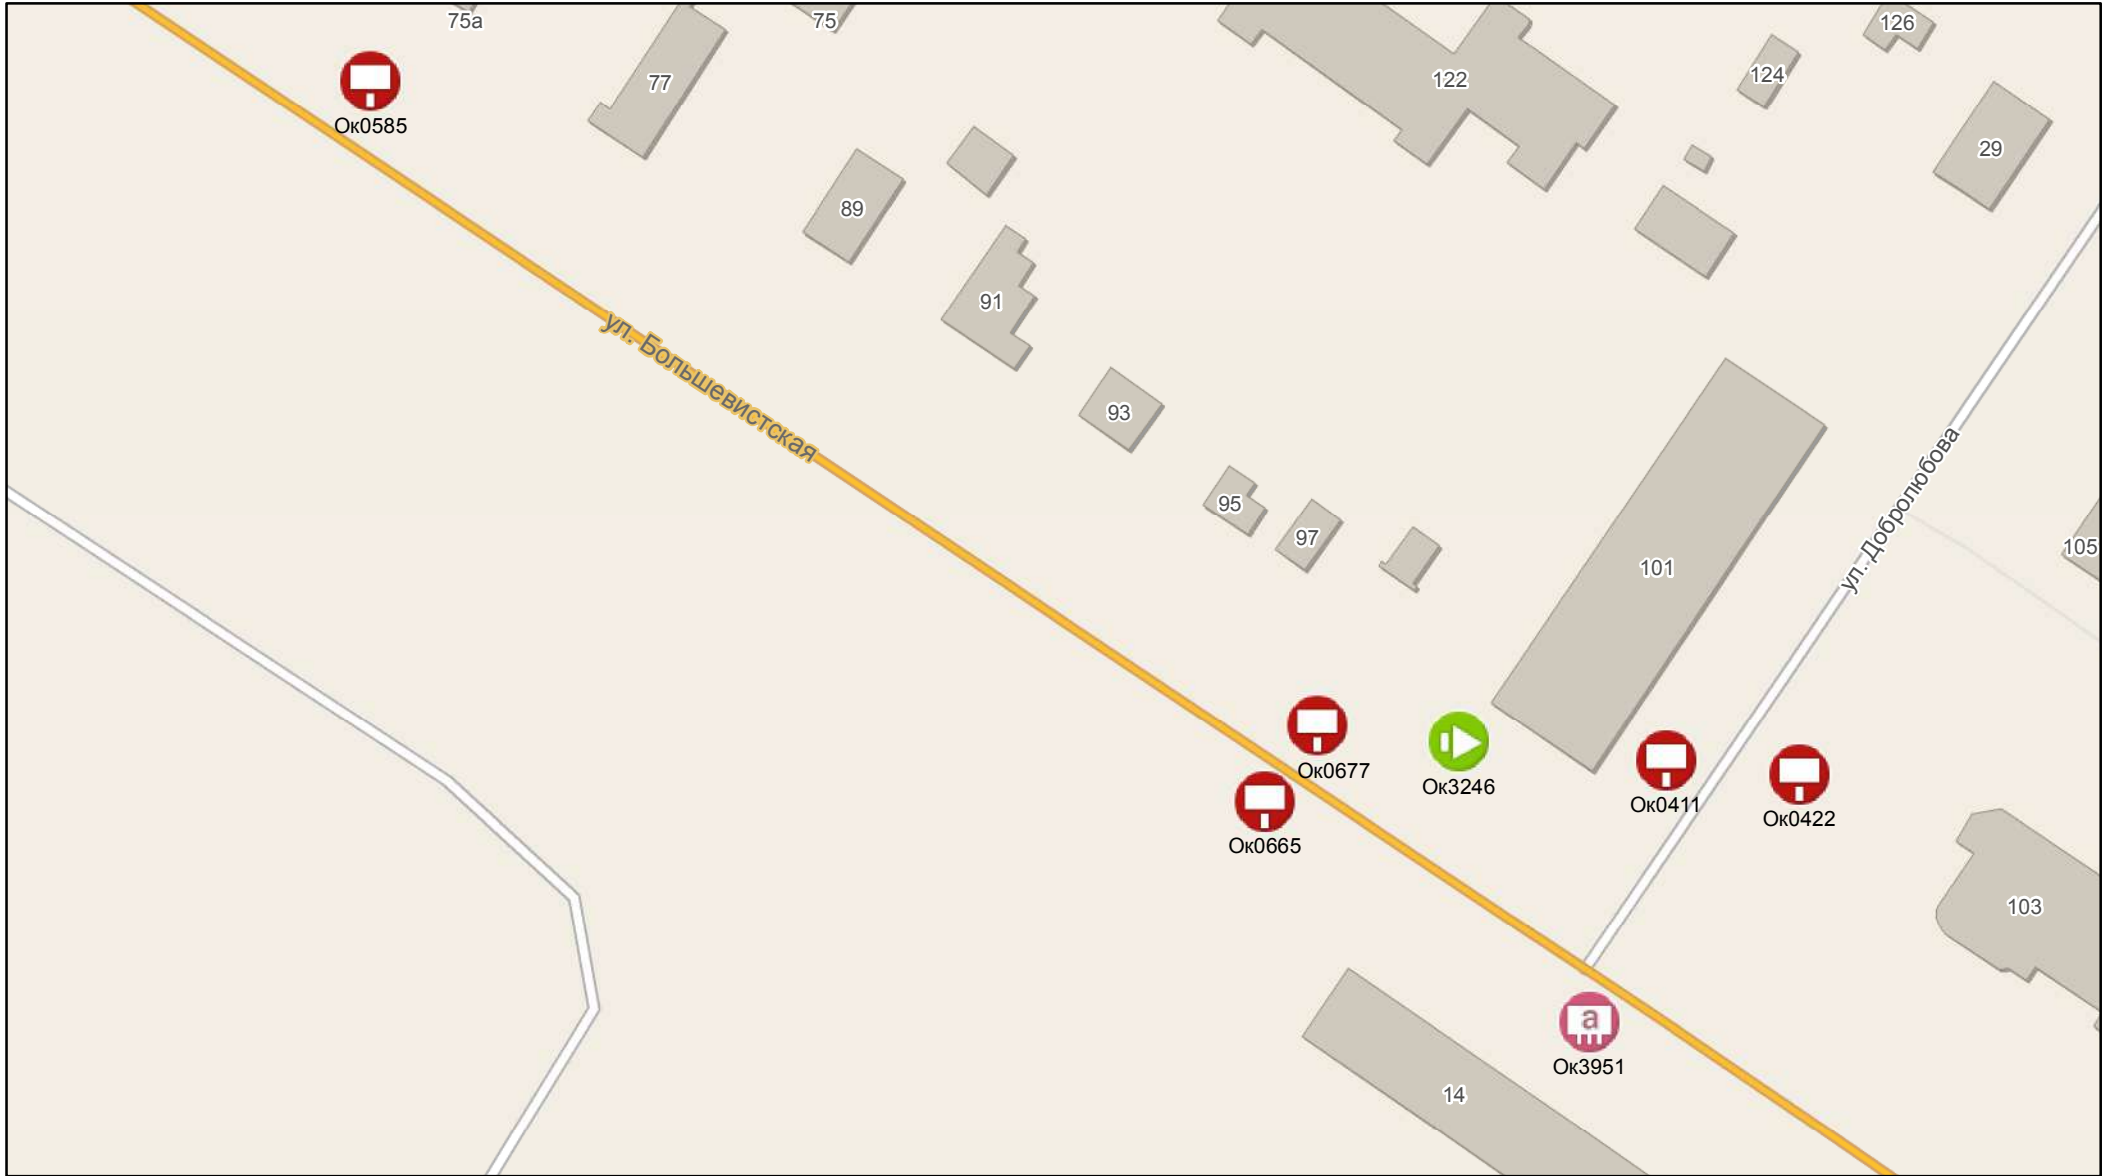 75а
75
126
77
122
124
Ок0585
29
89
91
ул. Большевистская
93
ул. Добролюбова
95
97
105
101
Ок0677
Ок3246
Ок0411
Ок0422
Ок0665
103
а
Ок3951
14